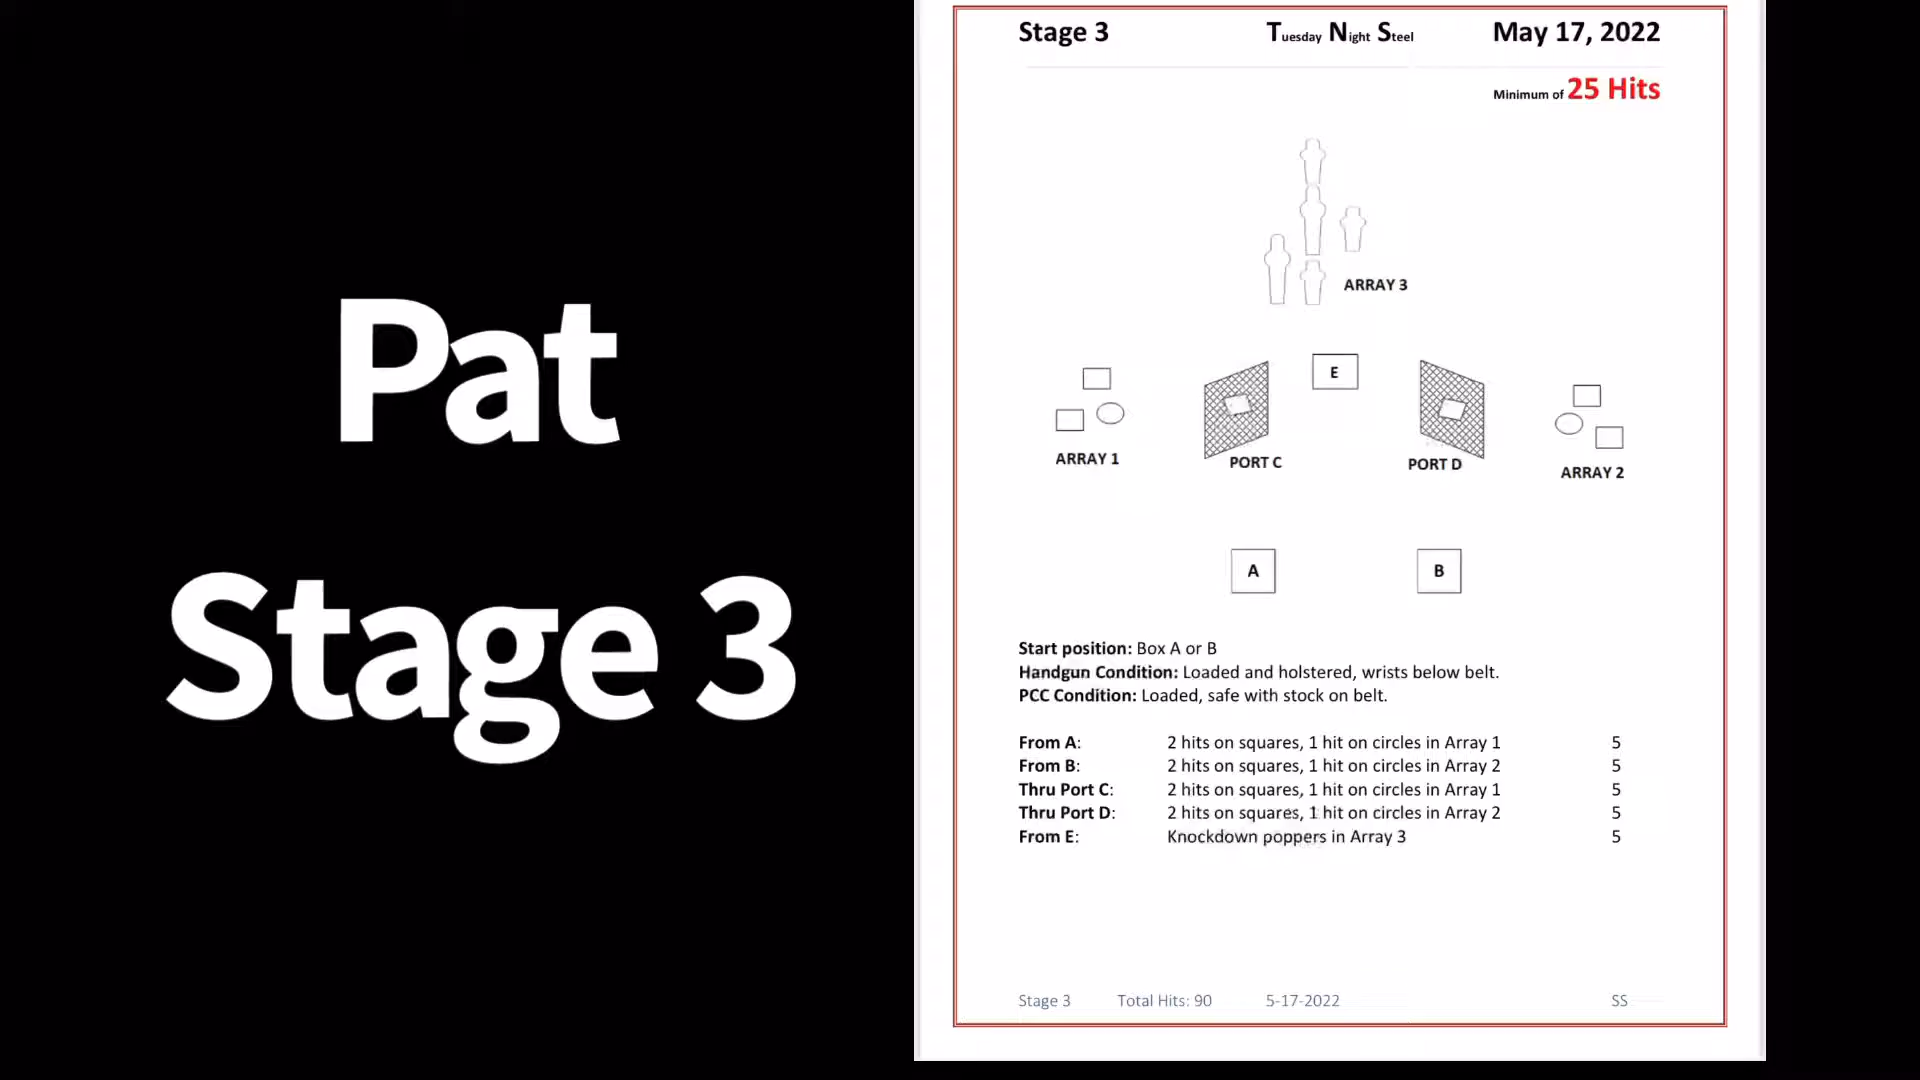 Pat
Stage 3
Stage 3 Tuesday Night Steel May 17, 2022
Minimum of 25 Hits
ARRAY 3
E
ARRAY 1 PORT C PORT D ARRAY 2
A B
Start position: Box A or B
Handgun Condition: Loaded and holstered, wrists below belt.
PCC Condition: Loaded, safe with stock on belt.
From A: 2 hits on squares, 1 hit on circles in Array 1 5
From B: 2 hits on squares, 1 hit on circles in Array 2 5
Thru Port C: 2 hits on squares, 1 hit on circles in Array 1 5
Thru Port D: 2 hits on squares, 1 hit on circles in Array 2 5
From E: Knockdown poppers in Array 3 5
Stage 3 Total Hits: 90 5-17-2022 SS